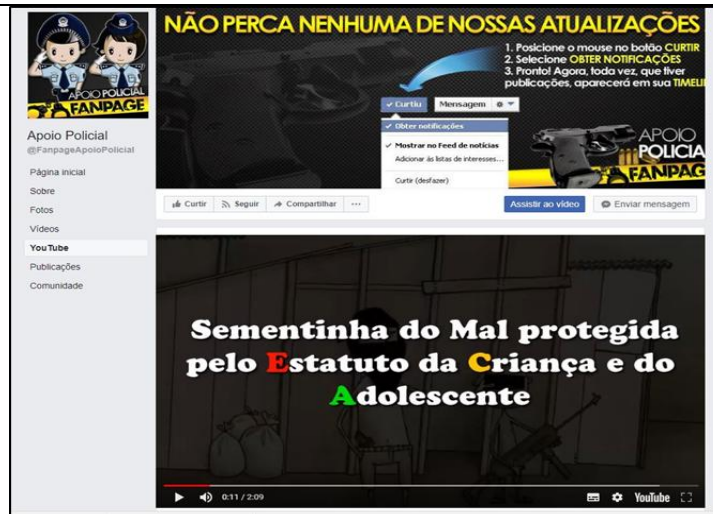 NÃO PERCA NENHUMA DE NOSSAS ATUALIZAÇÕES
1. Posicione o mouse no botão CURTIR
2. Selecione OBTER NOTIFICAÇÕES
3. Pronto! Agora, toda vez, que tiver
publicações, aparecerá em sua
Curtiu
Mensagem
Obter notificações
Mostrar no Feed de notícias
Adicionar às listas de interesses...
Curtir (desfazer)
APOIO
FANPAG
APOIO POLICIAL
FANPAGE
Apoio Policial
@FanpageApoioPolicial
Página inicial
Sobre
Fotos
Vídeos
YouTube
Publicações
Comunidade
Curtir
Seguir
Compartilhar
...
Assistir ao vídeo
Enviar mensagem
Sementinha do Mal protegida
pelo Estatuto da Criança e do
Adolescente
0:11 / 2:09
YouTube